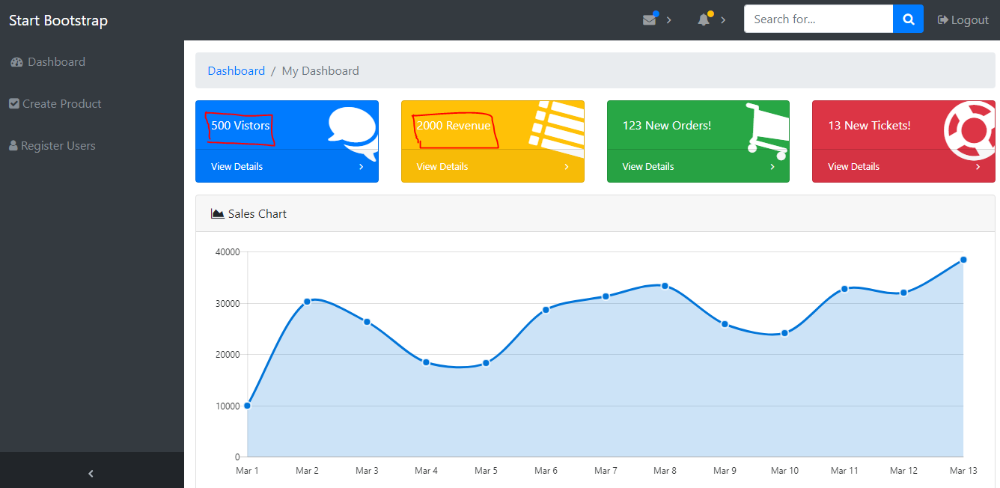 Start Bootstrap
Search for...
Logout
Dashboard
Create Product
Register Users
Dashboard / My Dashboard
500 Vistors
View Details
2000 Revenue
View Details
123 New Orders!
View Details
13 New Tickets!
View Details
Sales Chart
40000
30000
20000
10000
0
Mar 1 Mar 2 Mar 3 Mar 4 Mar 5 Mar 6 Mar 7 Mar 8 Mar 9 Mar 10 Mar 11 Mar 12 Mar 13